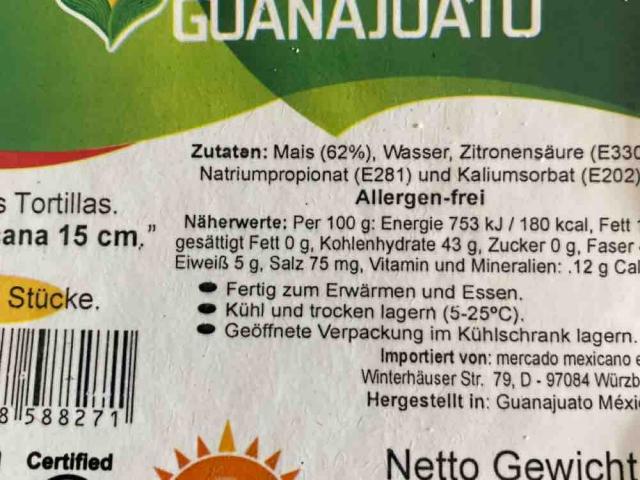 GUANAJUATO
Zutaten: Mais (62%), Wasser, Zitronensäure (E330
Natriumpropionat (E281) und Kaliumsorbat (E202)
Allergen-frei
s Tortillas.
ana 15 cm,"
Näherwerte: Per 100 g: Energie 753 kJ / 180 kcal, Fett 1
gesättigt Fett 0 g, Kohlenhydrate 43 g, Zucker 0 g, Faser
Eiweiß 5 g, Salz 75 mg, Vitamin und Mineralien: .12 g Cal
Stücke.
Fertig zum Erwärmen und Essen.
Kühl und trocken lagern (5-25ºC).
Geöffnete Verpackung im Kühlschrank lagern.
Importiert von: mercado mexicano e
Winterhäuser Str. 79, D - 97084 Würzb
Hergestellt in: Guanajuato Méxi
8 588271
Certified
Netto Gewicht